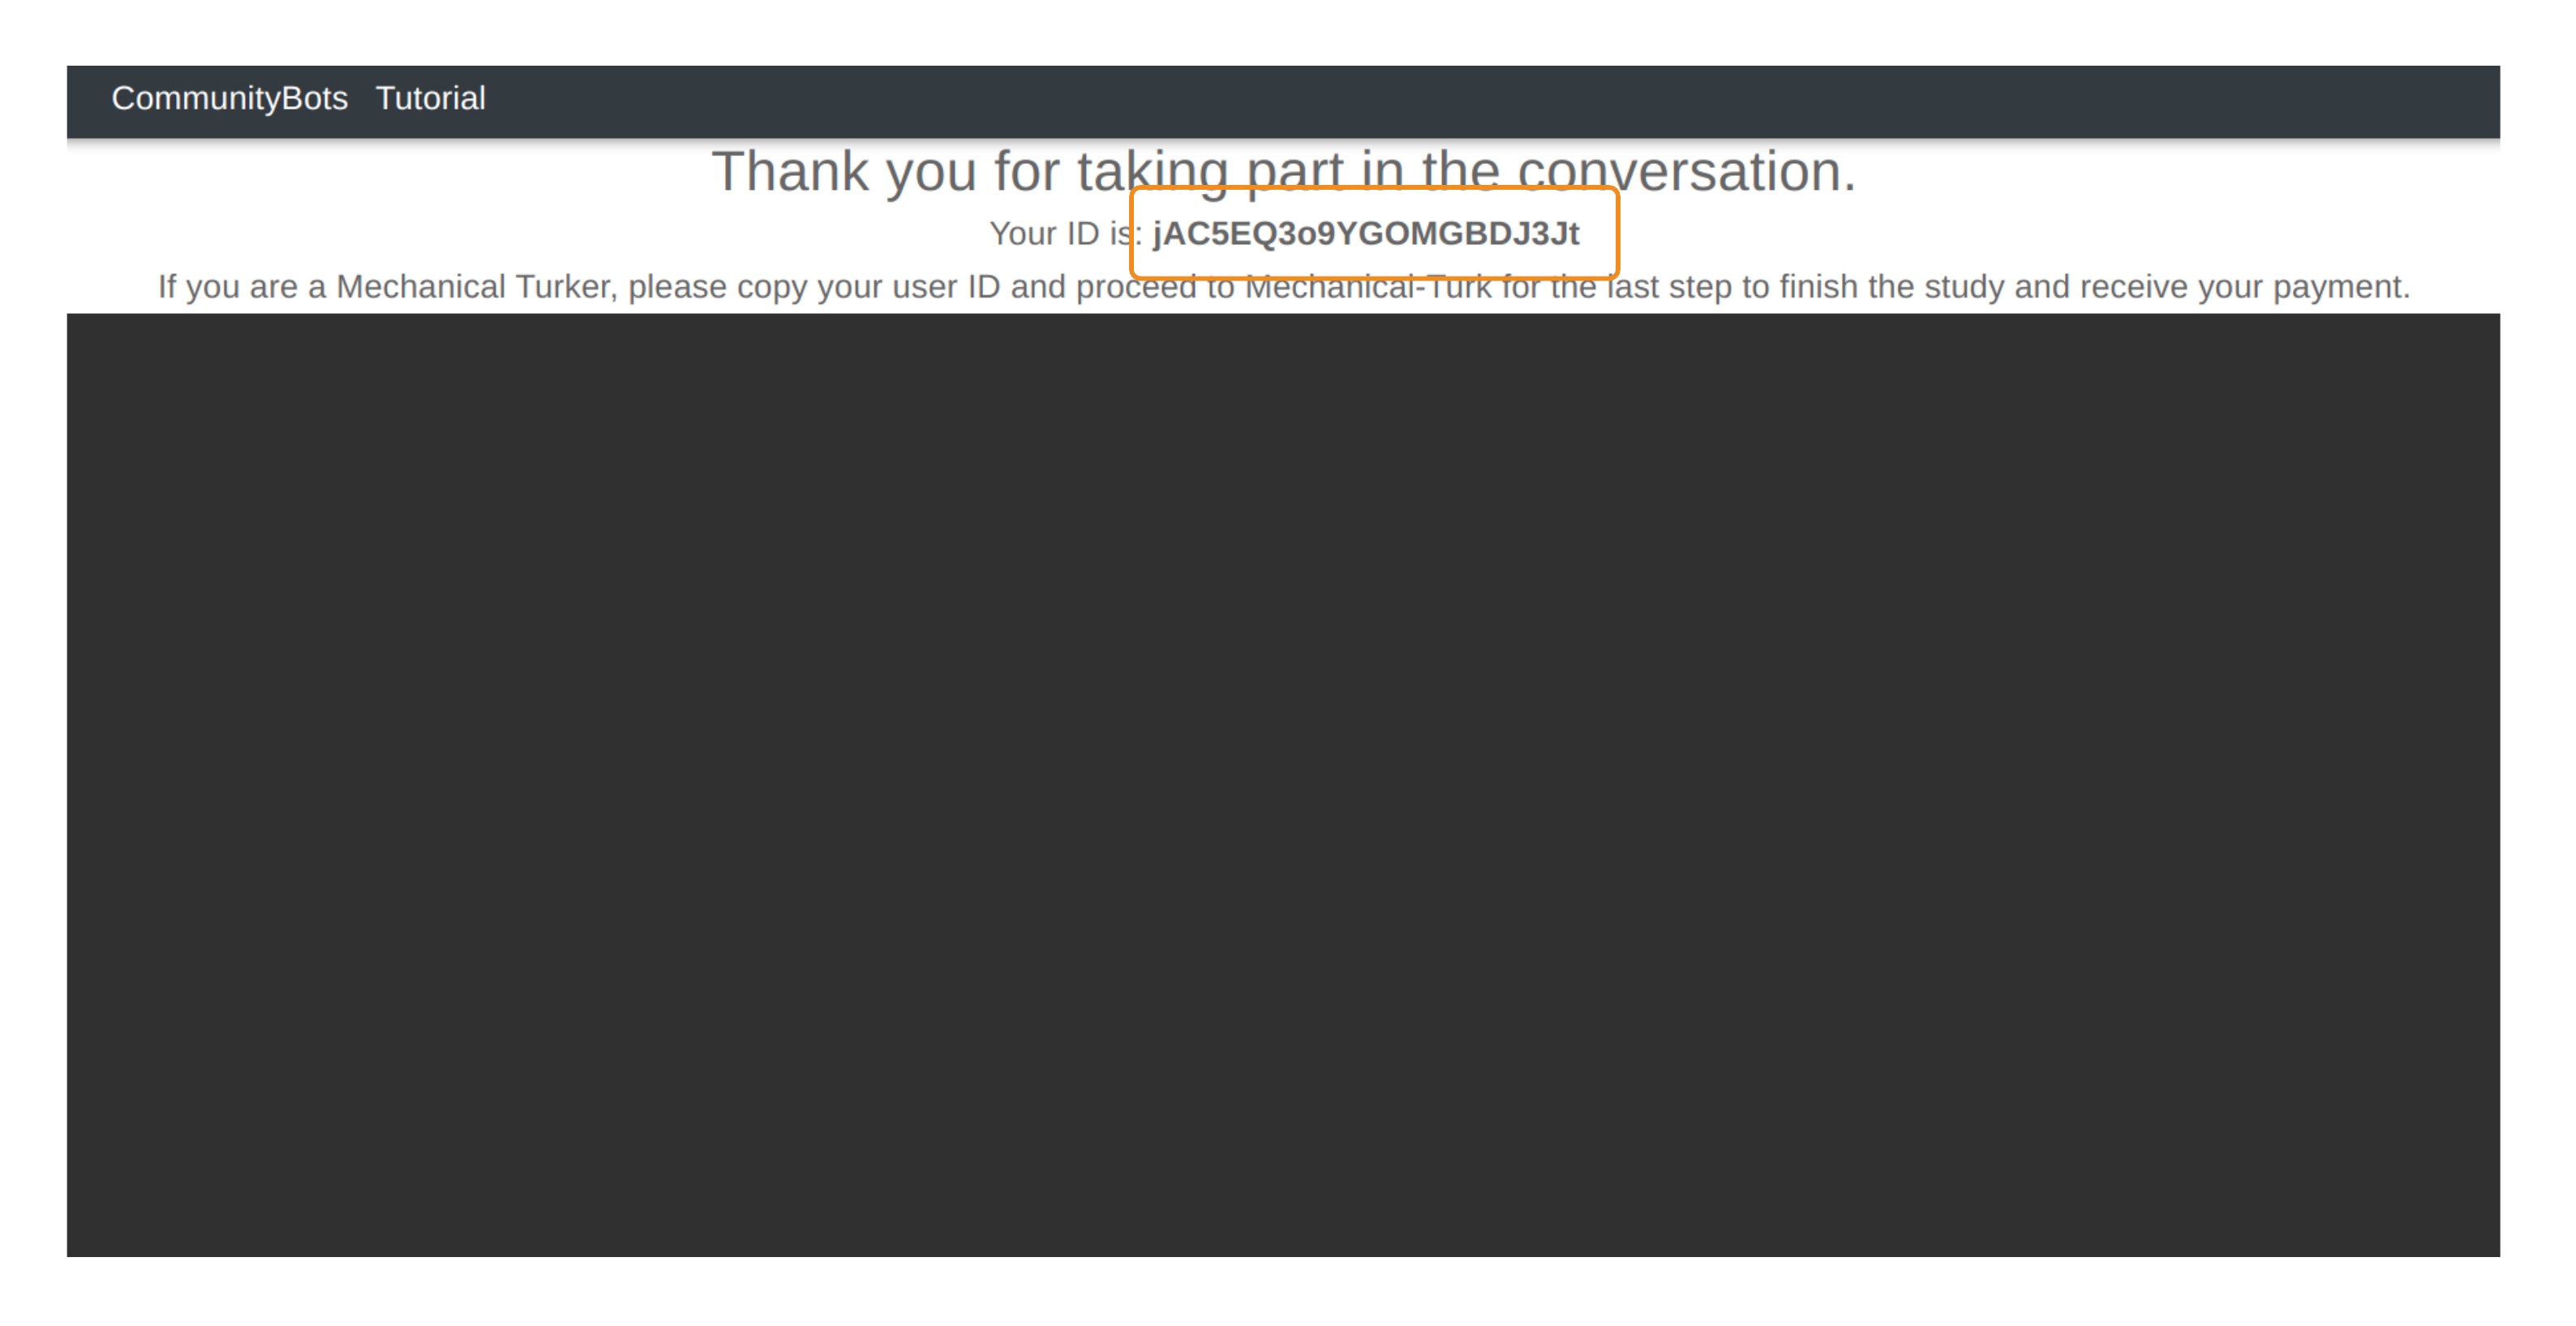 CommunityBots Tutorial
Thank you for taking part in the conversation.
Your ID is: jAC5EQ3o9YGOMGBDJ3Jt
If you are a Mechanical Turker, please copy your user ID and proceed to Mechanical-Turk for the last step to finish the study and receive your payment.